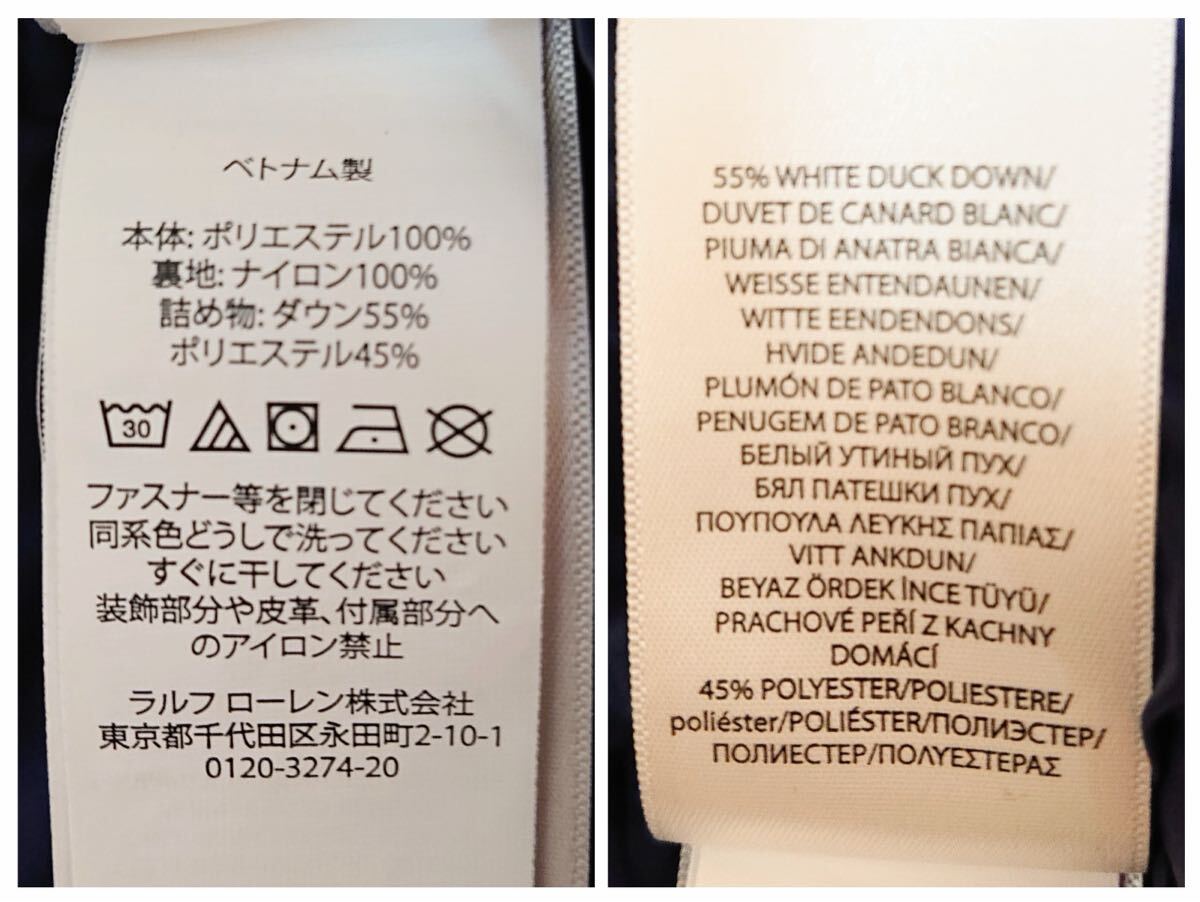 ベトナム製
本体: ポリエステル100%
裏地: ナイロン100%
詰め物: ダウン55%
ポリエステル45%
30
ファスナー等を閉じてください
同系色どうしで洗ってください
すぐに干してください
装飾部分や皮革、付属部分へ
のアイロン禁止
ラルフ ローレン株式会社
東京都千代田区永田町2-10-1
0120-3274-20
55% WHITE DUCK DOWN/
DUVET DE CANARD BLANC/
PIUMA DI ANATRA BIANCA/
WEISSE ENTENDAUNEN/
WITTE EENDENDONS/
HVIDE ANDEDUN/
PLUMÓN DE PATO BLANCO/
PENUGEM DE PATO BRANCO/
БЕЛЫЙ УТИНЫЙ ПУХ/
БЯЛ ПАТЕШКИ ПУХ/
ΠΟΥΠΟΥΛΑ ΛΕΥΚΗΣ ΠΑΠΙΑΣ/
VITT ANKDUN/
BEYAZ ÖRDEK İNCE TÜYÜ/
PRACHOVÉ PEŘÍ Z KACHNY
DOMÁCÍ
45% POLYESTER/POLIESTERE/
poliéster/POLIÉSTER/ПОЛИЭСТЕР/
ПОЛИЕСТЕР/ΠΟΛΥΕΣΤΕΡΑΣ